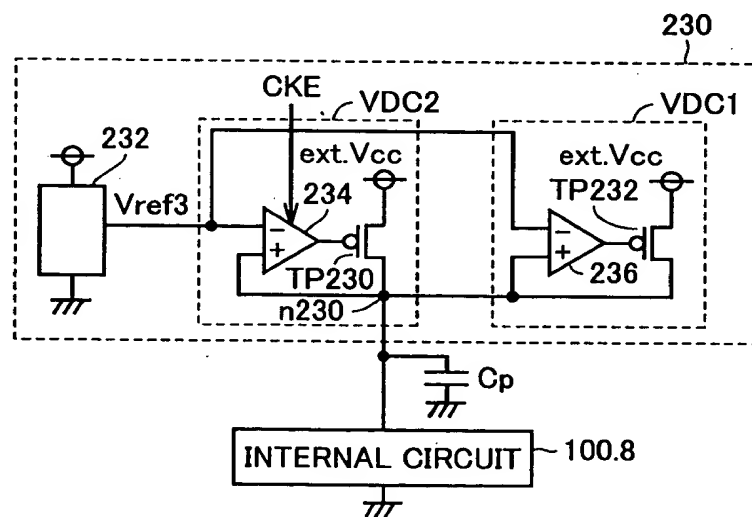 230
CKE
VDC2
VDC1
232
ext.Vcc
ext.Vcc
Vref3
234
TP232
−
+
−
+
TP230
236
n230
Cp
INTERNAL CIRCUIT
100.8